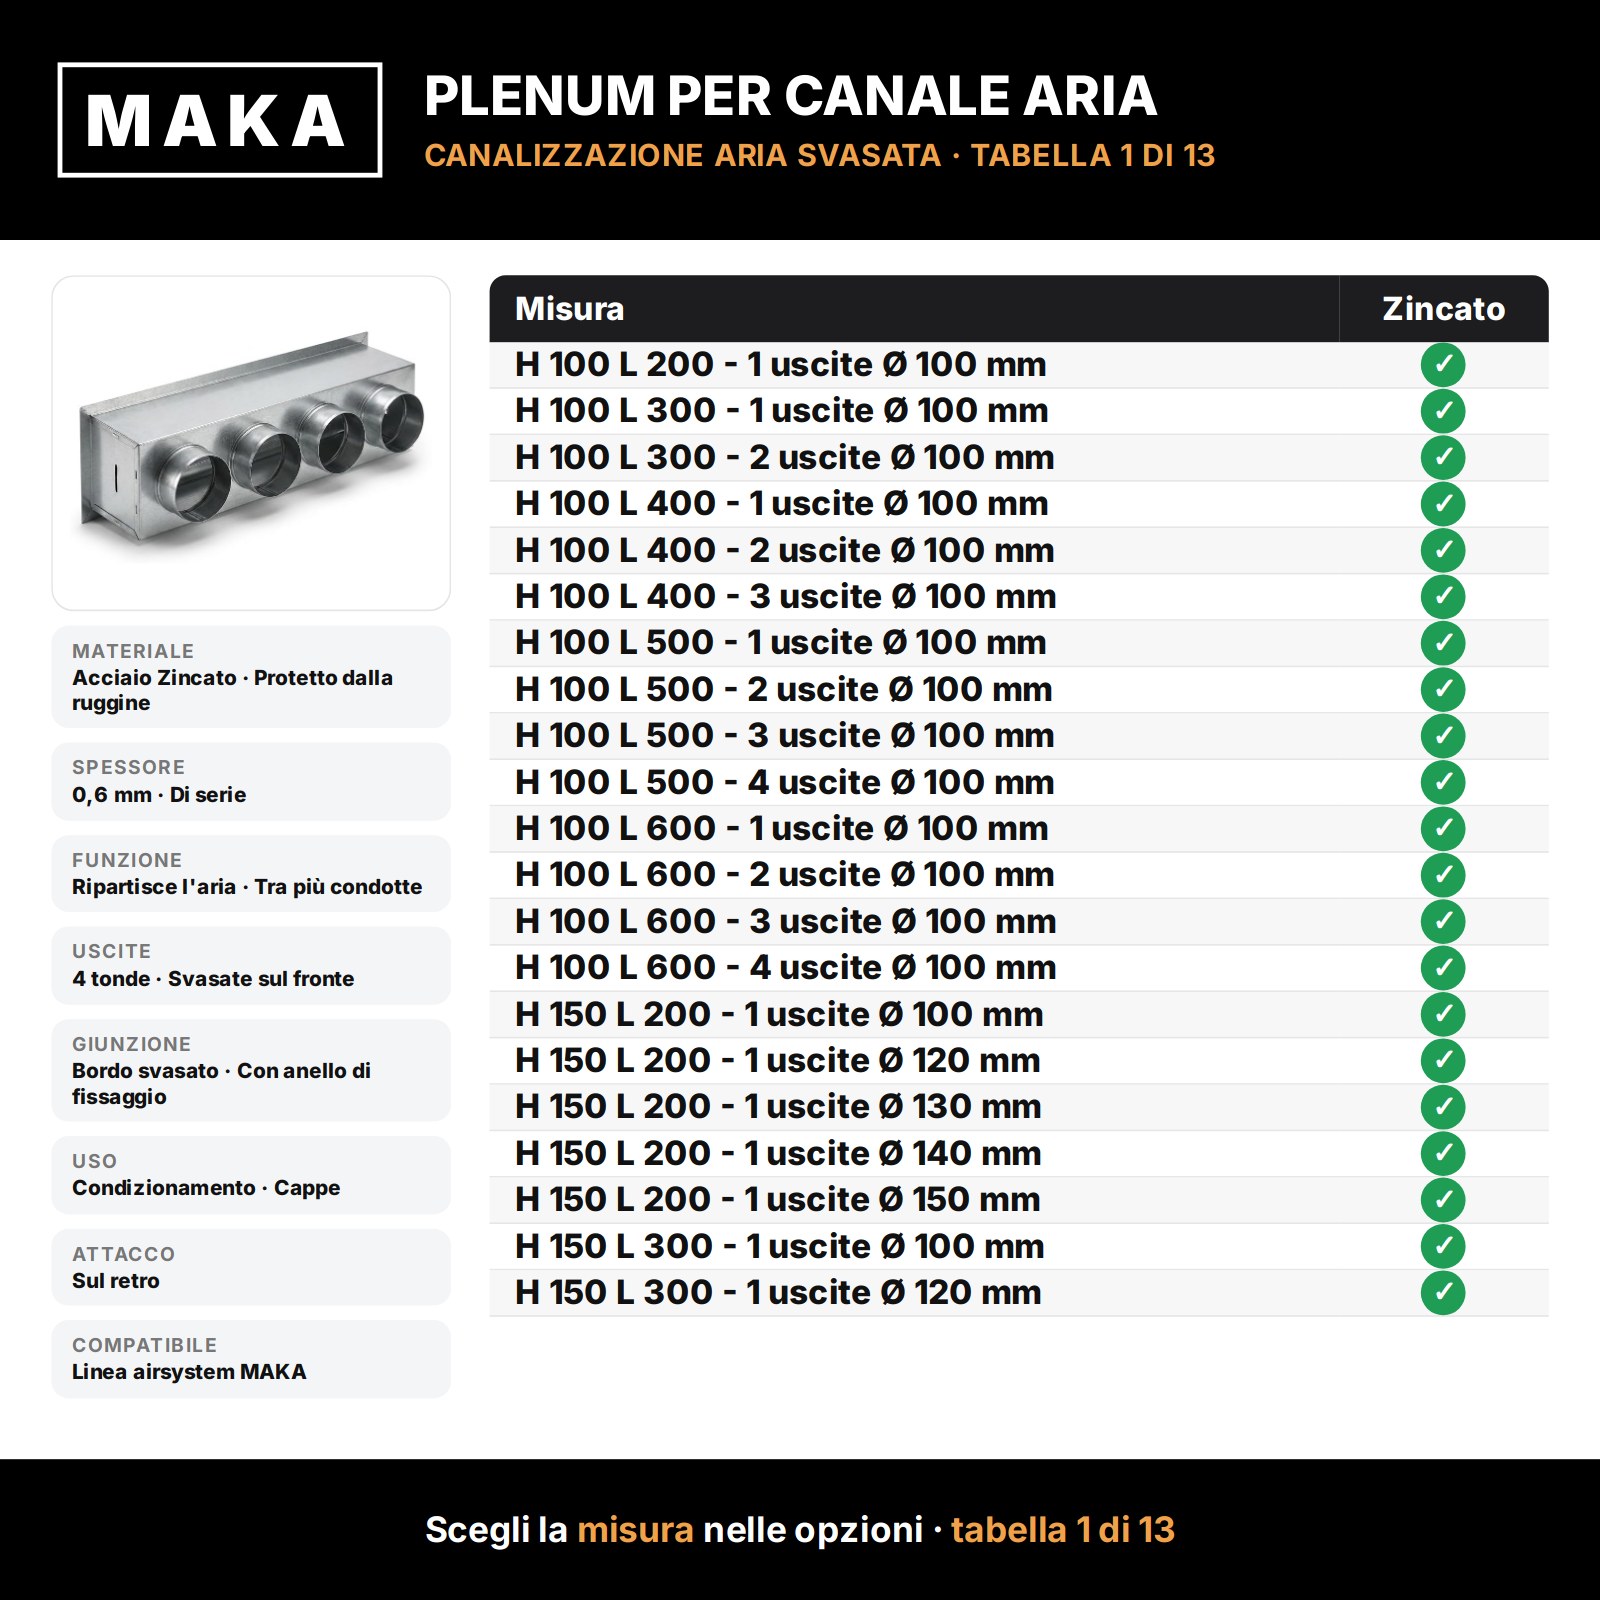 MAKA
PLENUM PER CANALE ARIA
CANALIZZAZIONE ARIA SVASATA · TABELLA 1 DI 13
MATERIALE
Acciaio Zincato · Protetto dalla
ruggine
SPESSORE
0,6 mm · Di serie
FUNZIONE
Ripartisce l'aria · Tra più condotte
USCITE
4 tonde · Svasate sul fronte
GIUNZIONE
Bordo svasato · Con anello di
fissaggio
USO
Condizionamento · Cappe
ATTACCO
Sul retro
COMPATIBILE
Linea airsystem MAKA
Misura Zincato
H 100 L 200 - 1 uscite Ø 100 mm ✓
H 100 L 300 - 1 uscite Ø 100 mm ✓
H 100 L 300 - 2 uscite Ø 100 mm ✓
H 100 L 400 - 1 uscite Ø 100 mm ✓
H 100 L 400 - 2 uscite Ø 100 mm ✓
H 100 L 400 - 3 uscite Ø 100 mm ✓
H 100 L 500 - 1 uscite Ø 100 mm ✓
H 100 L 500 - 2 uscite Ø 100 mm ✓
H 100 L 500 - 3 uscite Ø 100 mm ✓
H 100 L 500 - 4 uscite Ø 100 mm ✓
H 100 L 600 - 1 uscite Ø 100 mm ✓
H 100 L 600 - 2 uscite Ø 100 mm ✓
H 100 L 600 - 3 uscite Ø 100 mm ✓
H 100 L 600 - 4 uscite Ø 100 mm ✓
H 150 L 200 - 1 uscite Ø 100 mm ✓
H 150 L 200 - 1 uscite Ø 120 mm ✓
H 150 L 200 - 1 uscite Ø 130 mm ✓
H 150 L 200 - 1 uscite Ø 140 mm ✓
H 150 L 200 - 1 uscite Ø 150 mm ✓
H 150 L 300 - 1 uscite Ø 100 mm ✓
H 150 L 300 - 1 uscite Ø 120 mm ✓
Scegli la misura nelle opzioni · tabella 1 di 13